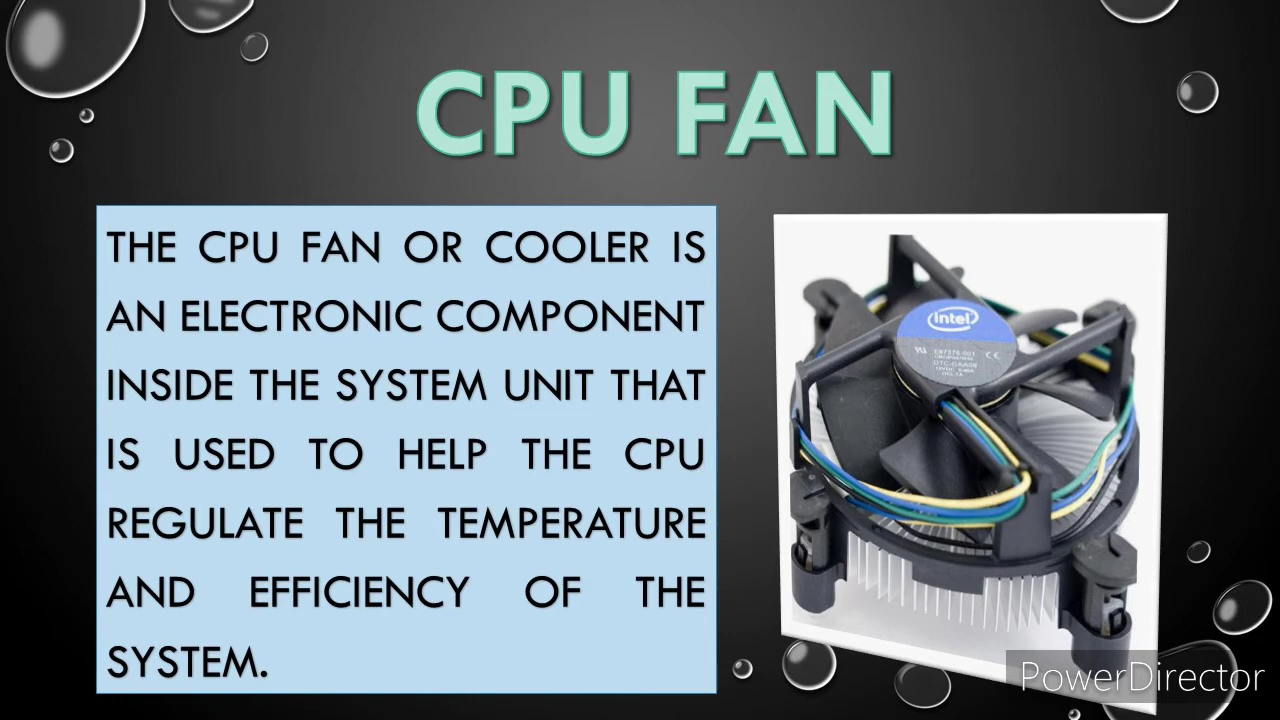 CPU FAN
THE CPU FAN OR COOLER IS
AN ELECTRONIC COMPONENT
INSIDE THE SYSTEM UNIT THAT
IS USED TO HELP THE CPU
REGULATE THE TEMPERATURE
AND EFFICIENCY OF THE
SYSTEM.
intel
PowerDirector